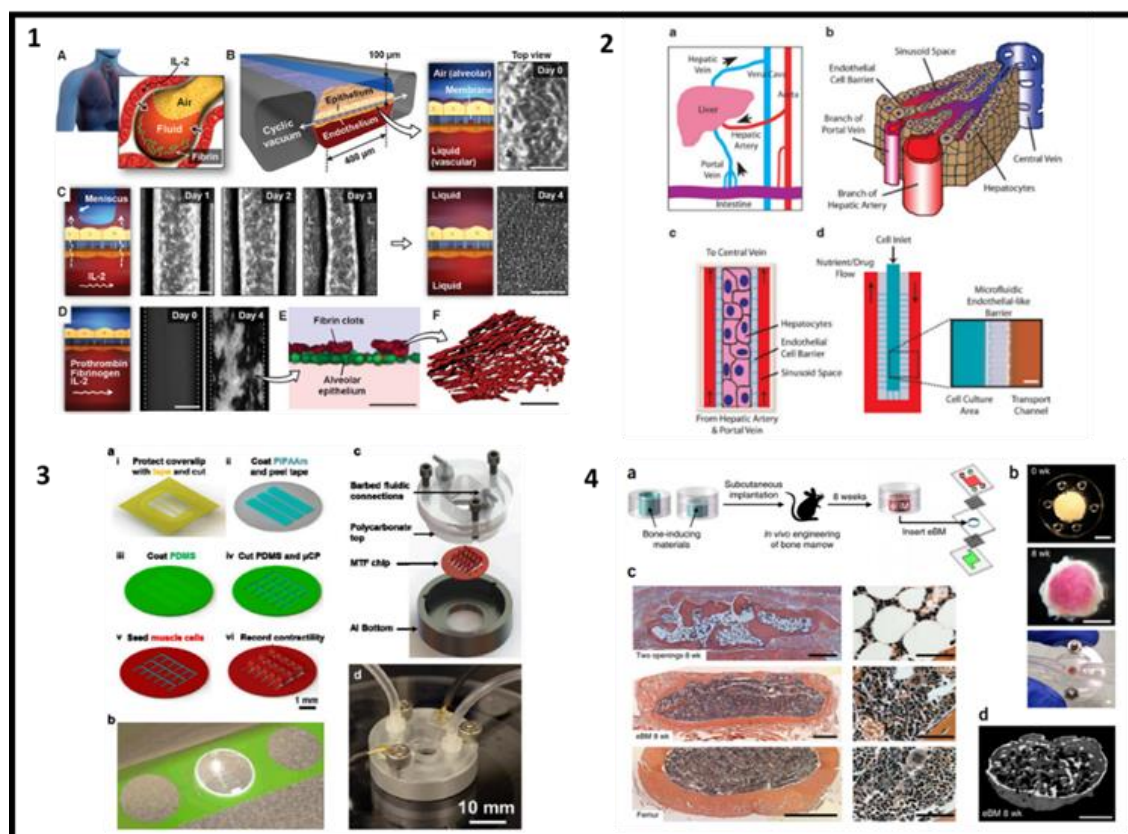 1
A
IL-2
Air
Fluid
Fibrin
B
100 µm
Epithelium
Endothelium
Cyclic
vacuum
400 µm
Air (alveolar)
Membrane
Liquid
(vascular)
Top view
Day 0
C
Meniscus
IL-2
Day 1
Day 2
Day 3
L
A
L
Liquid
Liquid
Day 4
D
Prothrombin
Fibrinogen
IL-2
Day 0
Day 4
E
Fibrin clots
Alveolar
epithelium
F
2
a
Hepatic
Vein
Vena Cava
Aorta
Liver
Hepatic
Artery
Portal
Vein
Intestine
b
Sinusoid Space
Endothelial
Cell Barrier
Branch of
Portal Vein
Central Vein
Branch of
Hepatic Artery
Hepatocytes
c
To Central Vein
Hepatocytes
Endothelial
Cell Barrier
Sinusoid
Space
From Hepatic Artery
& Portal Vein
d
Cell Inlet
Nutrient/Drug
Flow
Microfluidic
Endothelial-like
Barrier
Cell Culture
Area
Transport
Channel
3
a
i
Protect coverslip
with tape and cut
ii
Coat PIPAAm
and peel tape
iii
Coat PDMS
iv
Cut PDMS and µCP
v
Seed muscle cells
vi
Record contractility
1 mm
b
c
Barbed fluidic
connections
Polycarbonate
top
MTF chip
Al Bottom
d
10 mm
4
a
Bone-inducing
materials
Subcutaneous
implantation
In vivo engineering
of bone marrow
8 weeks
eBM
Insert eBM
b
0 wk
8 wk
c
Two openings 8 wk
eBM 8 wk
Femur
d
eBM 8 wk